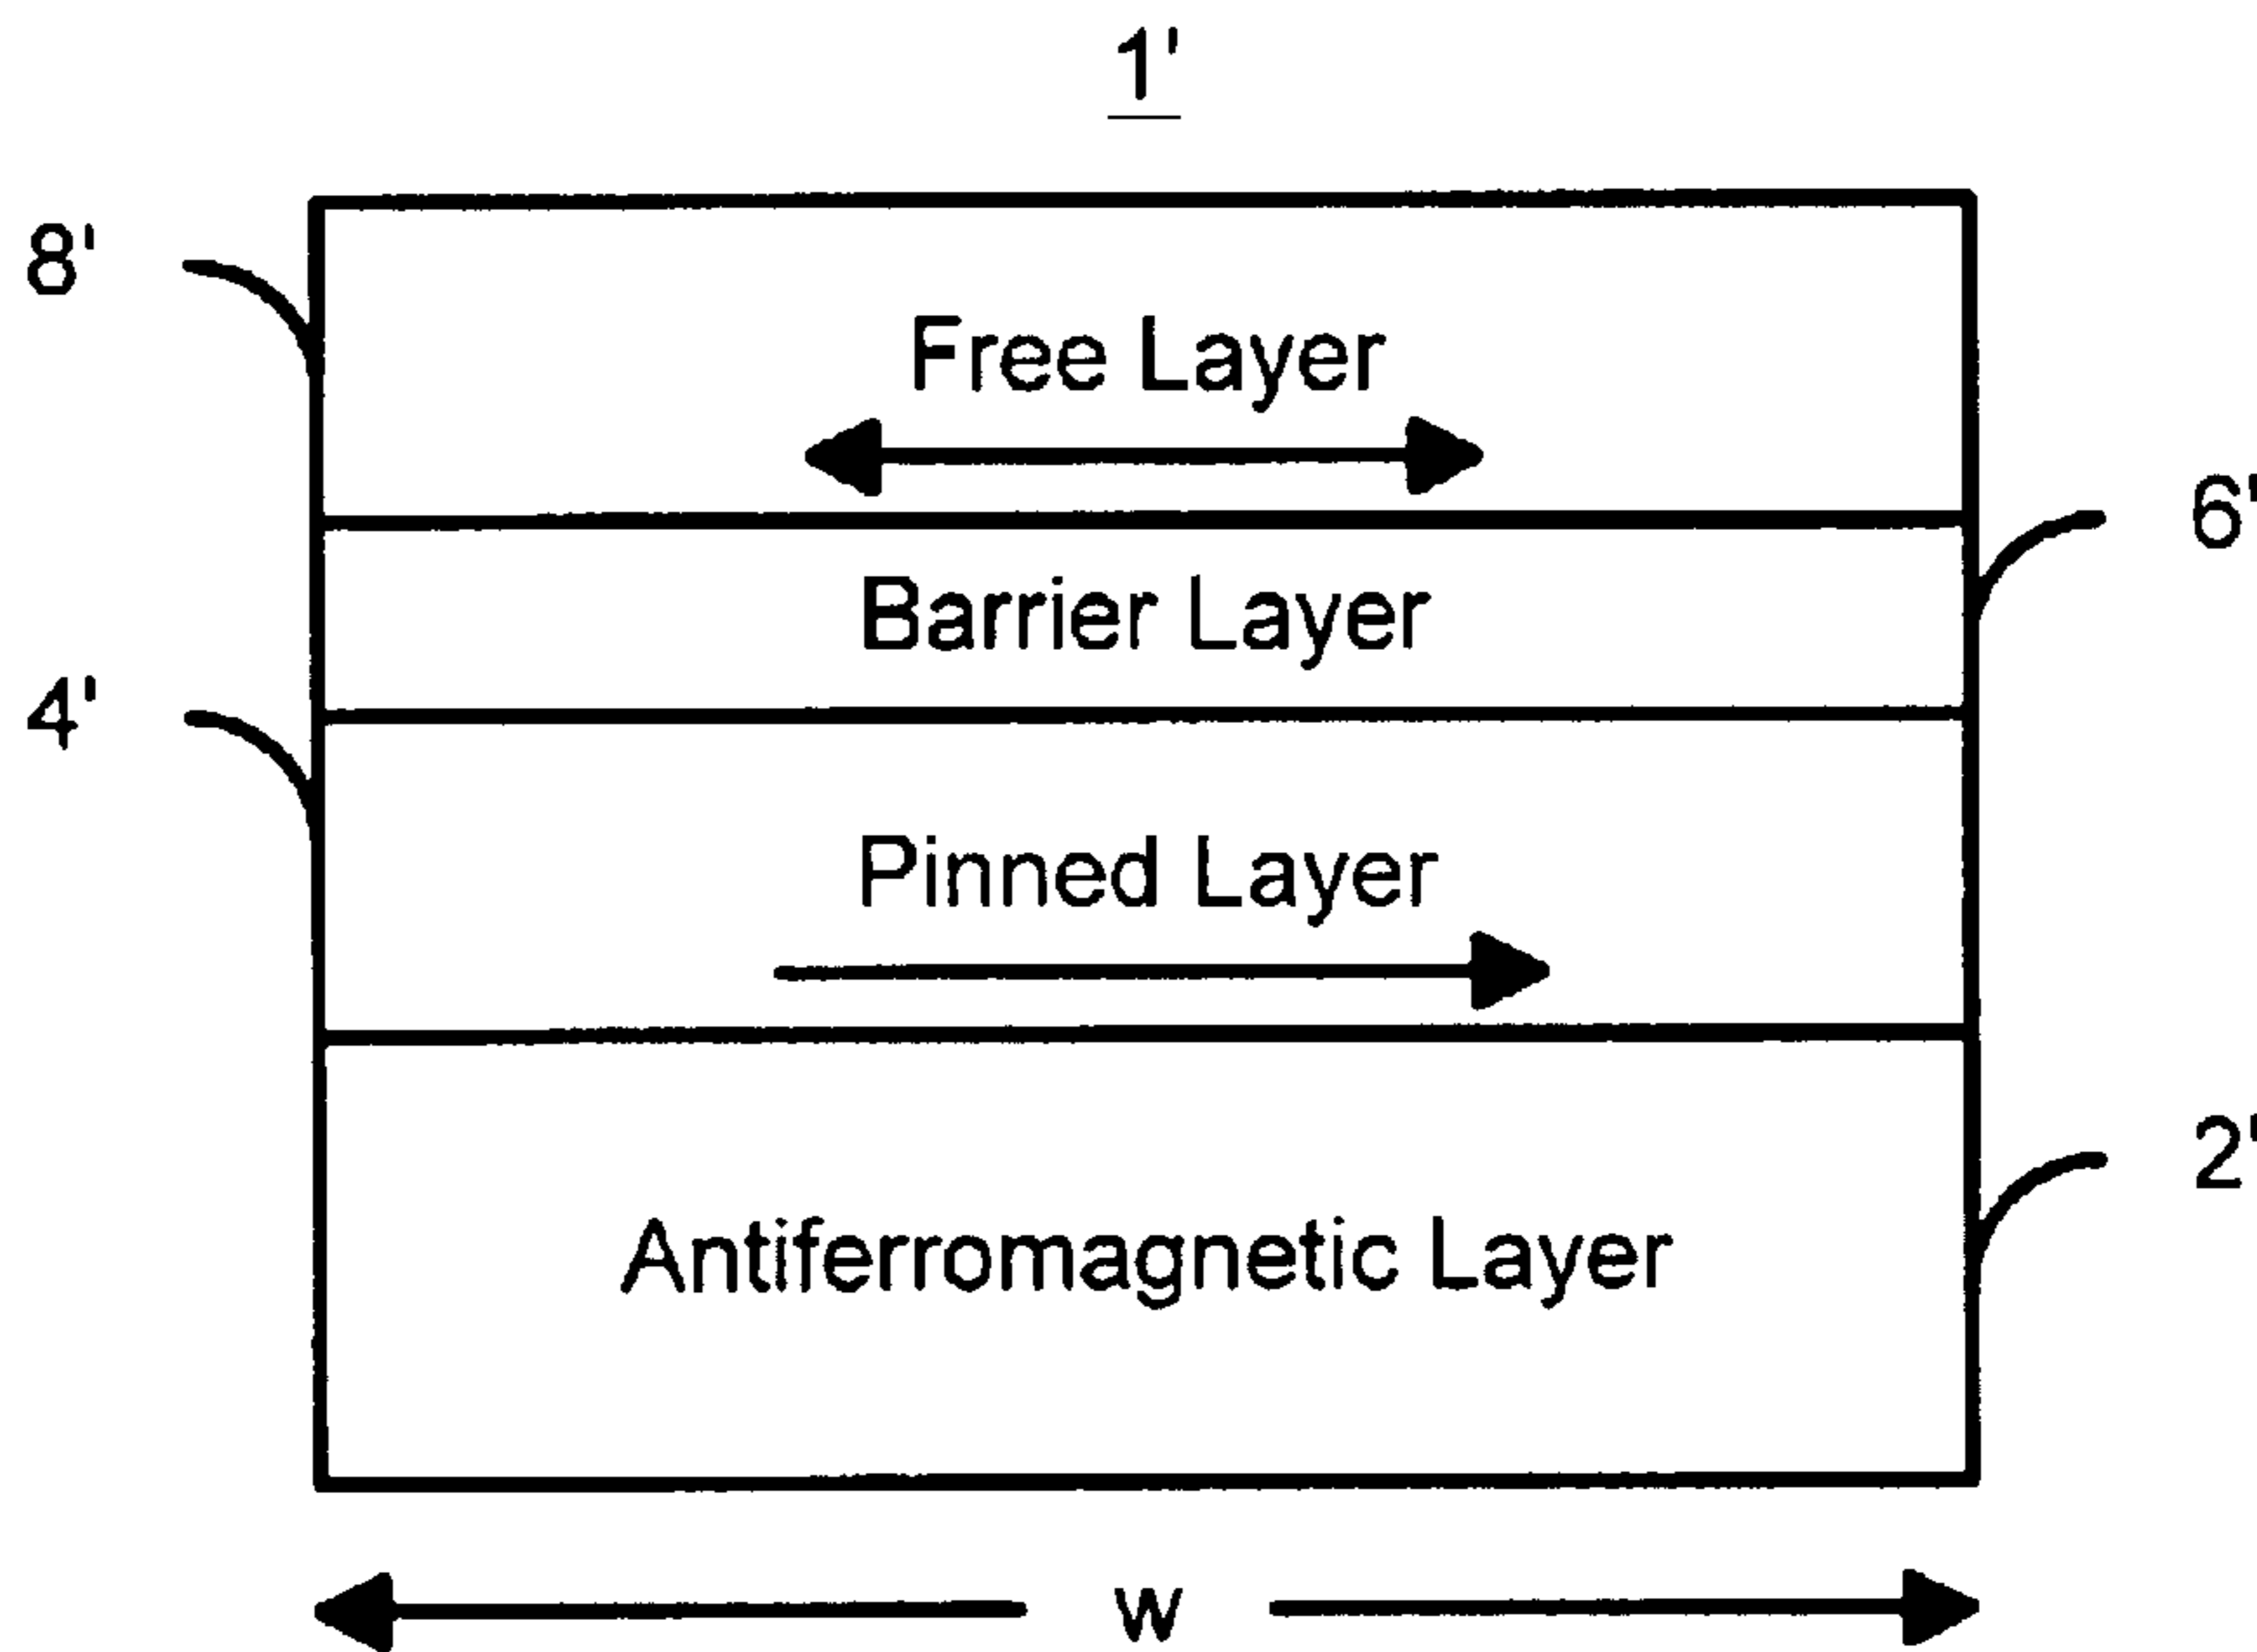 1'
8'
Free Layer
6'
Barrier Layer
4'
Pinned Layer
2'
Antiferromagnetic Layer
w